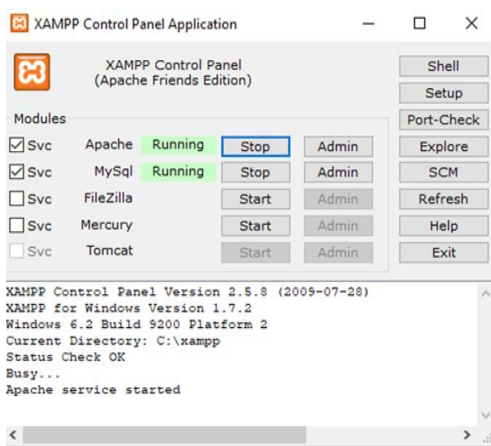 XAMPP Control Panel Application
XAMPP Control Panel
(Apache Friends Edition)
Shell
Setup
Modules
Port-Check
Svc Apache Running Stop Admin Explore
Svc MySql Running Stop Admin SCM
Svc FileZilla Start Admin Refresh
Svc Mercury Start Admin Help
Svc Tomcat Start Admin Exit
XAMPP Control Panel Version 2.5.8 (2009-07-28)
XAMPP for Windows Version 1.7.2
Windows 6.2 Build 9200 Platform 2
Current Directory: C:\xampp
Status Check OK
Busy...
Apache service started